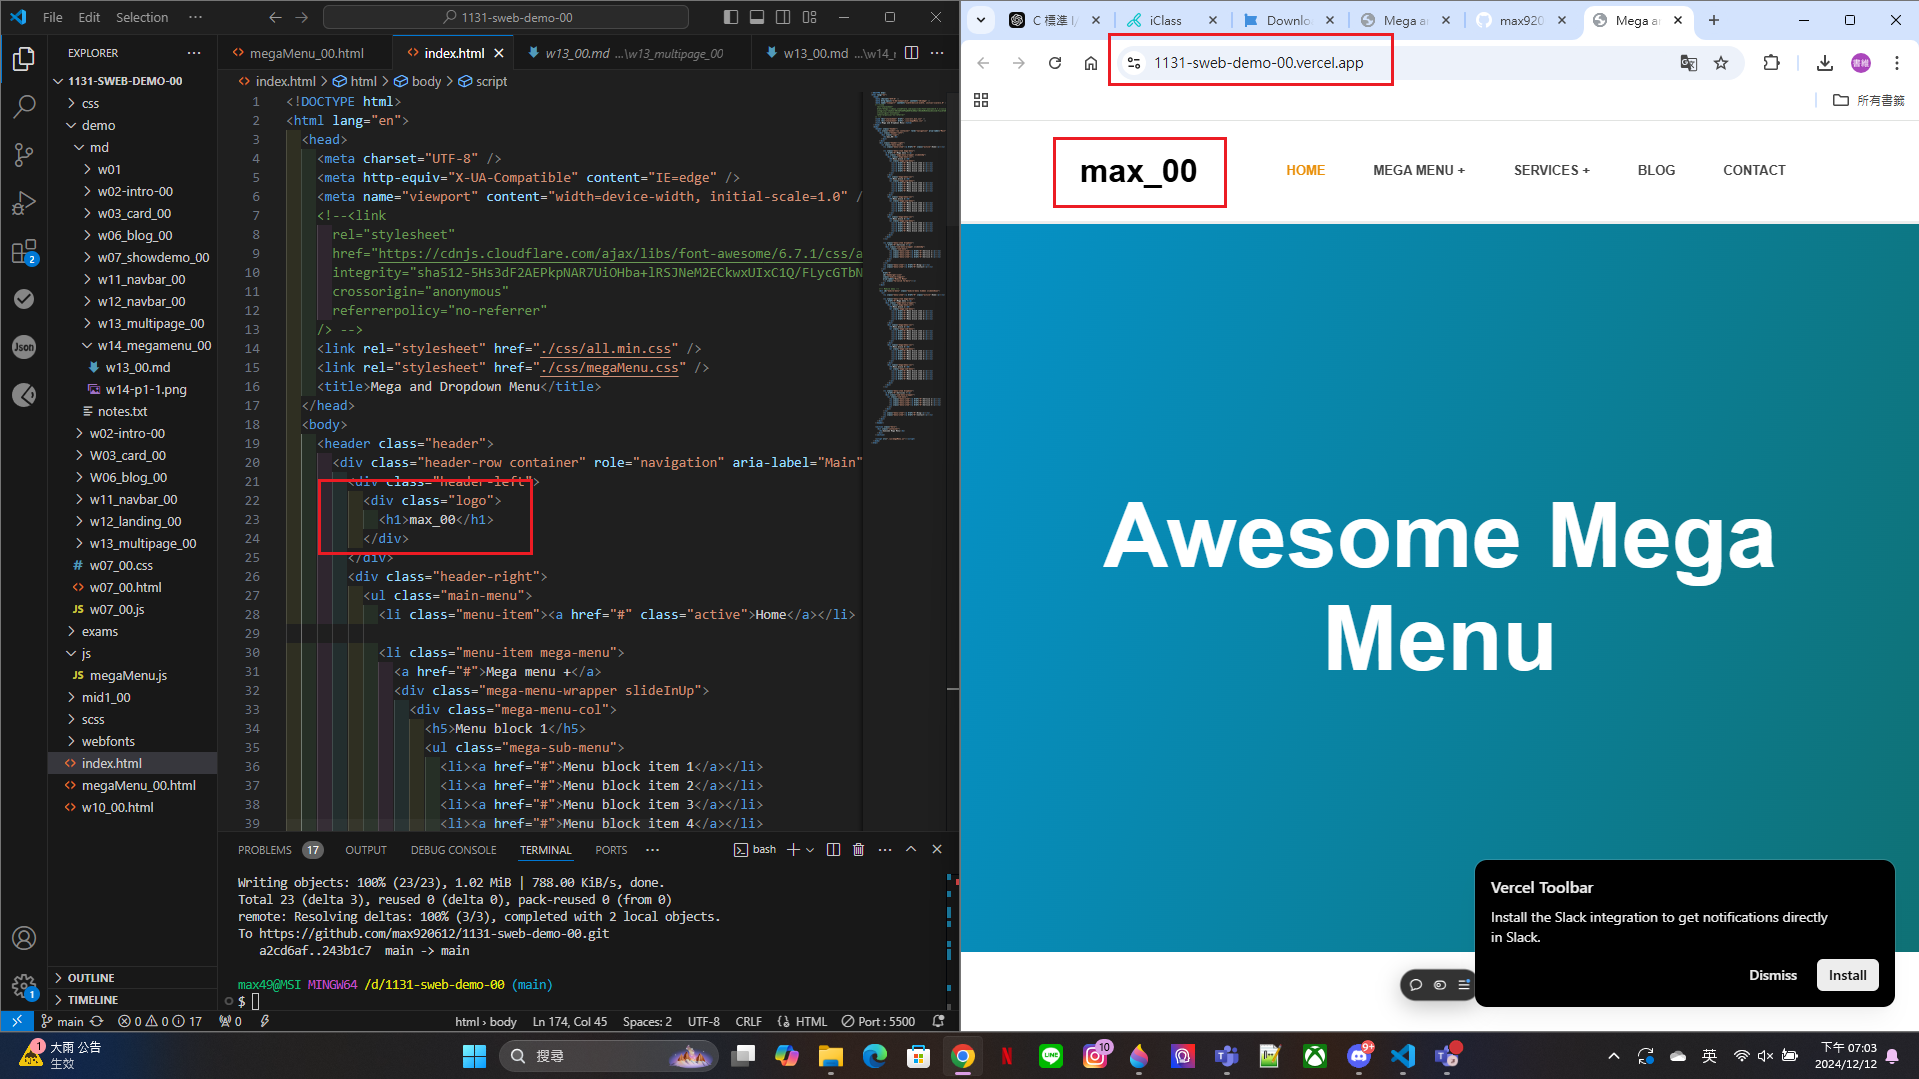 File Edit Selection ··· 1131-sweb-demo-00
EXPLORER ···
1131-SWEB-DEMO-00
css
demo
md
w01
w02-intro-00
w03_card_00
w06_blog_00
w07_showdemo_00
w11_navbar_00
w12_navbar_00
w13_multipage_00
w14_megamenu_00
w13_00.md
w14-p1-1.png
notes.txt
w02-intro-00
W03_card_00
W06_blog_00
w11_navbar_00
w12_landing_00
w13_multipage_00
# w07_00.css
<> w07_00.html
JS w07_00.js
exams
js
JS megaMenu.js
mid1_00
scss
webfonts
<> index.html
<> megaMenu_00.html
<> w10_00.html
OUTLINE
TIMELINE
2
Json
1
<> megaMenu_00.html <> index.html w13_00.md ...\w13_multipage_00 w13_00.md ...\w14_r
<> index.html > html > body > script
1 <!DOCTYPE html>
2 <html lang="en">
3 <head>
4 <meta charset="UTF-8" />
5 <meta http-equiv="X-UA-Compatible" content="IE=edge" />
6 <meta name="viewport" content="width=device-width, initial-scale=1.0" /
7 <!--<link
8 rel="stylesheet"
9 href="https://cdnjs.cloudflare.com/ajax/libs/font-awesome/6.7.1/css/a
10 integrity="sha512-5Hs3dF2AEPkpNAR7UiOHba+lRSJNeM2ECkwxUIxC1Q/FLycGTbN
11 crossorigin="anonymous"
12 referrerpolicy="no-referrer"
13 /> -->
14 <link rel="stylesheet" href="./css/all.min.css" />
15 <link rel="stylesheet" href="./css/megaMenu.css" />
16 <title>Mega and Dropdown Menu</title>
17 </head>
18 <body>
19 <header class="header">
20 <div class="header-row container" role="navigation" aria-label="Main"
21 <div class="header-left">
22 <div class="logo">
23 <h1>max_00</h1>
24 </div>
25 </div>
26 <div class="header-right">
27 <ul class="main-menu">
28 <li class="menu-item"><a href="#" class="active">Home</a></li>
29
30 <li class="menu-item mega-menu">
31 <a href="#">Mega menu +</a>
32 <div class="mega-menu-wrapper slideInUp">
33 <div class="mega-menu-col">
34 <h5>Menu block 1</h5>
35 <ul class="mega-sub-menu">
36 <li><a href="#">Menu block item 1</a></li>
37 <li><a href="#">Menu block item 2</a></li>
38 <li><a href="#">Menu block item 3</a></li>
39 <li><a href="#">Menu block item 4</a></li>
PROBLEMS 17 OUTPUT DEBUG CONSOLE TERMINAL PORTS ··· bash
Writing objects: 100% (23/23), 1.02 MiB | 788.00 KiB/s, done.
Total 23 (delta 3), reused 0 (delta 0), pack-reused 0 (from 0)
remote: Resolving deltas: 100% (3/3), completed with 2 local objects.
To https://github.com/max920612/1131-sweb-demo-00.git
a2cd6af..243b1c7 main -> main
max49@MSI MINGW64 /d/1131-sweb-demo-00 (main)
$
main 0 0 17 0 html › body Ln 174, Col 45 Spaces: 2 UTF-8 CRLF HTML Port : 5500
C 標準 I/ iClass Downlo Mega a max920 Mega a
1131-sweb-demo-00.vercel.app
書維
所有書籤
max_00
HOME MEGA MENU + SERVICES + BLOG CONTACT
Awesome Mega
Menu
Vercel Toolbar
Install the Slack integration to get notifications directly
in Slack.
Dismiss Install
1
大雨 公告
生效
搜尋
10
9+
英
下午 07:03
2024/12/12